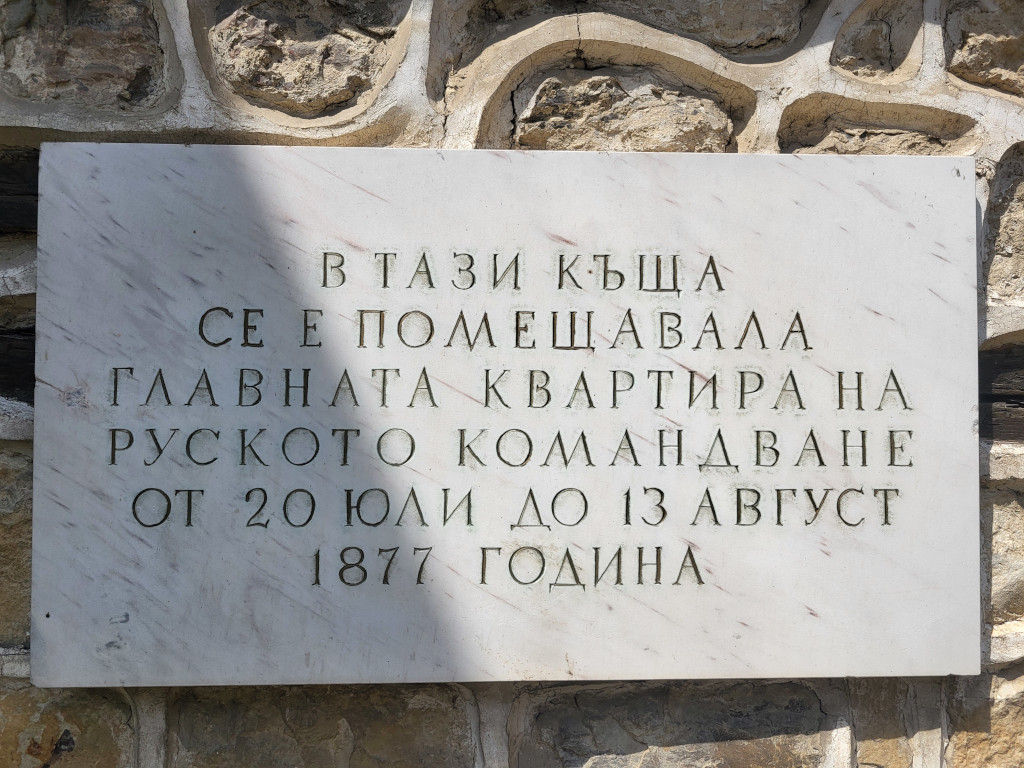 В ТАЗИ КЪЩА
СЕ Е ПОМЕЩАВАЛА
ГЛАВНАТА КВАРТИРА НА
РУСКОТО КОМАНДВАНЕ
ОТ 20 ЮЛИ ДО 13 АВГУСТ
1877 ГОДИНА